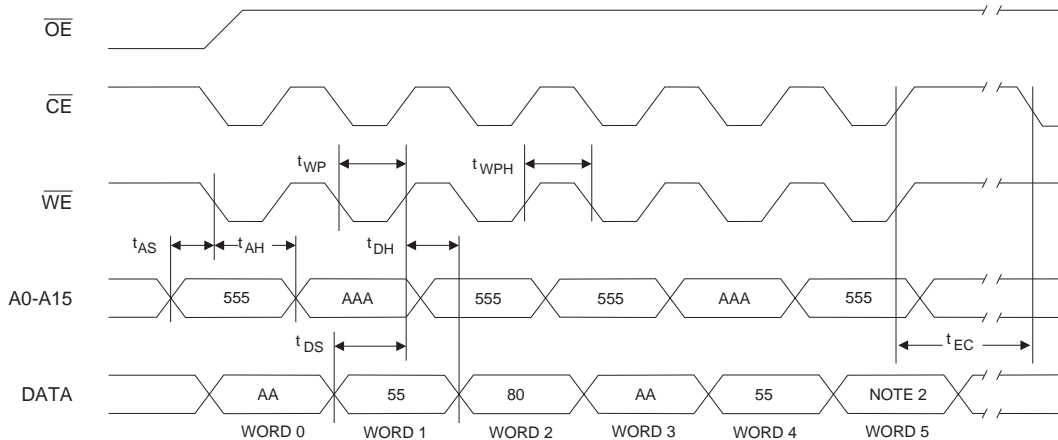 OE
CE
tWP
tWPH
WE
tAS
tAH
tDH
A0-A15
555
AAA
555
555
AAA
555
tDS
tEC
DATA
AA
55
80
AA
55
NOTE 2
WORD 0
WORD 1
WORD 2
WORD 3
WORD 4
WORD 5